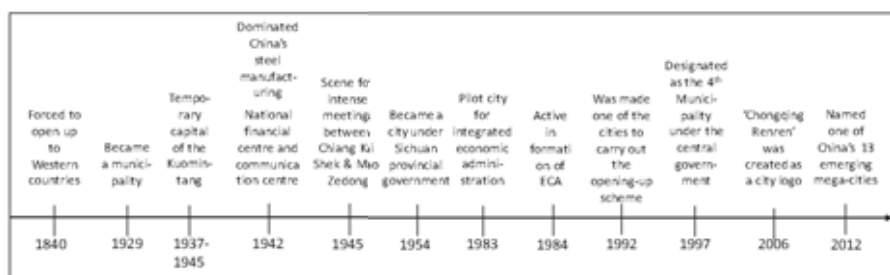 Forced to
open up
to
Western
countries
1840
Became
a munici-
pality
1929
Tempo-
rary
capital
of the
Kuomin-
tang
1937-
1945
Dominated
China's
steel
manufact-
uring
National
financial
centre and
communica
tion centre
1942
Scene for
intense
meetings
between
Chiang Kai
Shek & Mao
Zedong
1945
Became a
city under
Sichuan
provincial
government
1954
Pilot city
for
integrated
economic
admini-
stration
1983
Active
in
formati
on of
ECA
1984
Was made
one of the
cities to
carry out
the
opening-up
scheme
1992
Designated
as the 4th
Munici-
pality
under the
central
govern-
ment
1997
'Chongqing
Renren'
was
created as
a city logo
2006
Named
one of
China's 13
emerging
mega-cities
2012